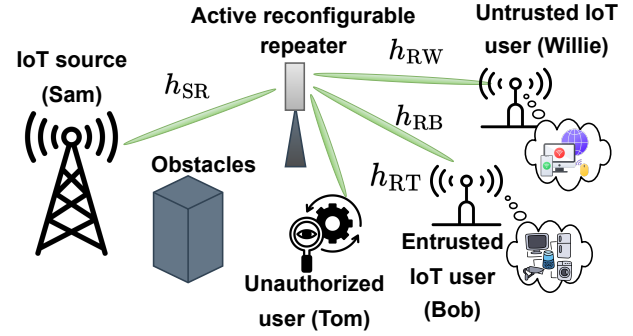 Active reconfigurable
repeater
Untrusted IoT
user (Willie)
IoT source
(Sam)
h_SR
h_RW
h_RB
h_RT
Obstacles
Unauthorized
user (Tom)
Entrusted
IoT user
(Bob)